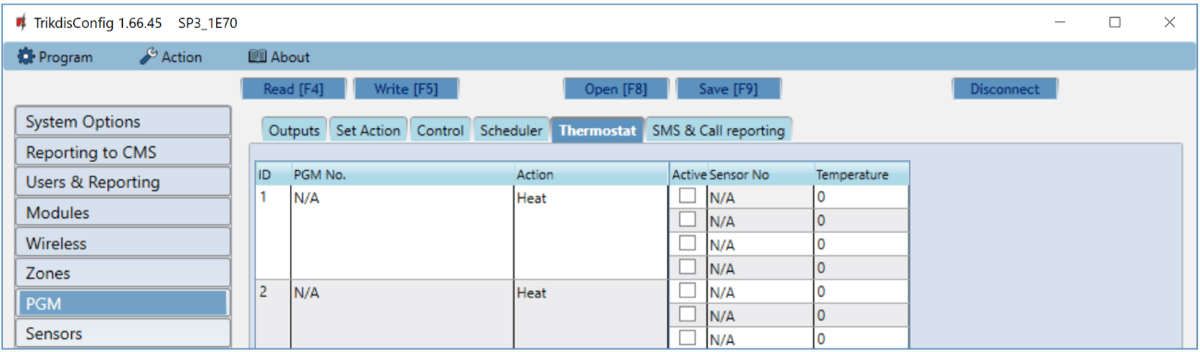 TrikdisConfig 1.66.45 SP3_1E70
Program Action About
Read [F4] Write [F5] Open [F8] Save [F9] Disconnect
System Options
Reporting to CMS
Users & Reporting
Modules
Wireless
Zones
PGM
Sensors
Outputs Set Action Control Scheduler Thermostat SMS & Call reporting
ID PGM No. Action Active Sensor No Temperature
1 N/A Heat N/A 0
N/A 0
N/A 0
N/A 0
2 N/A Heat N/A 0
N/A 0
N/A 0